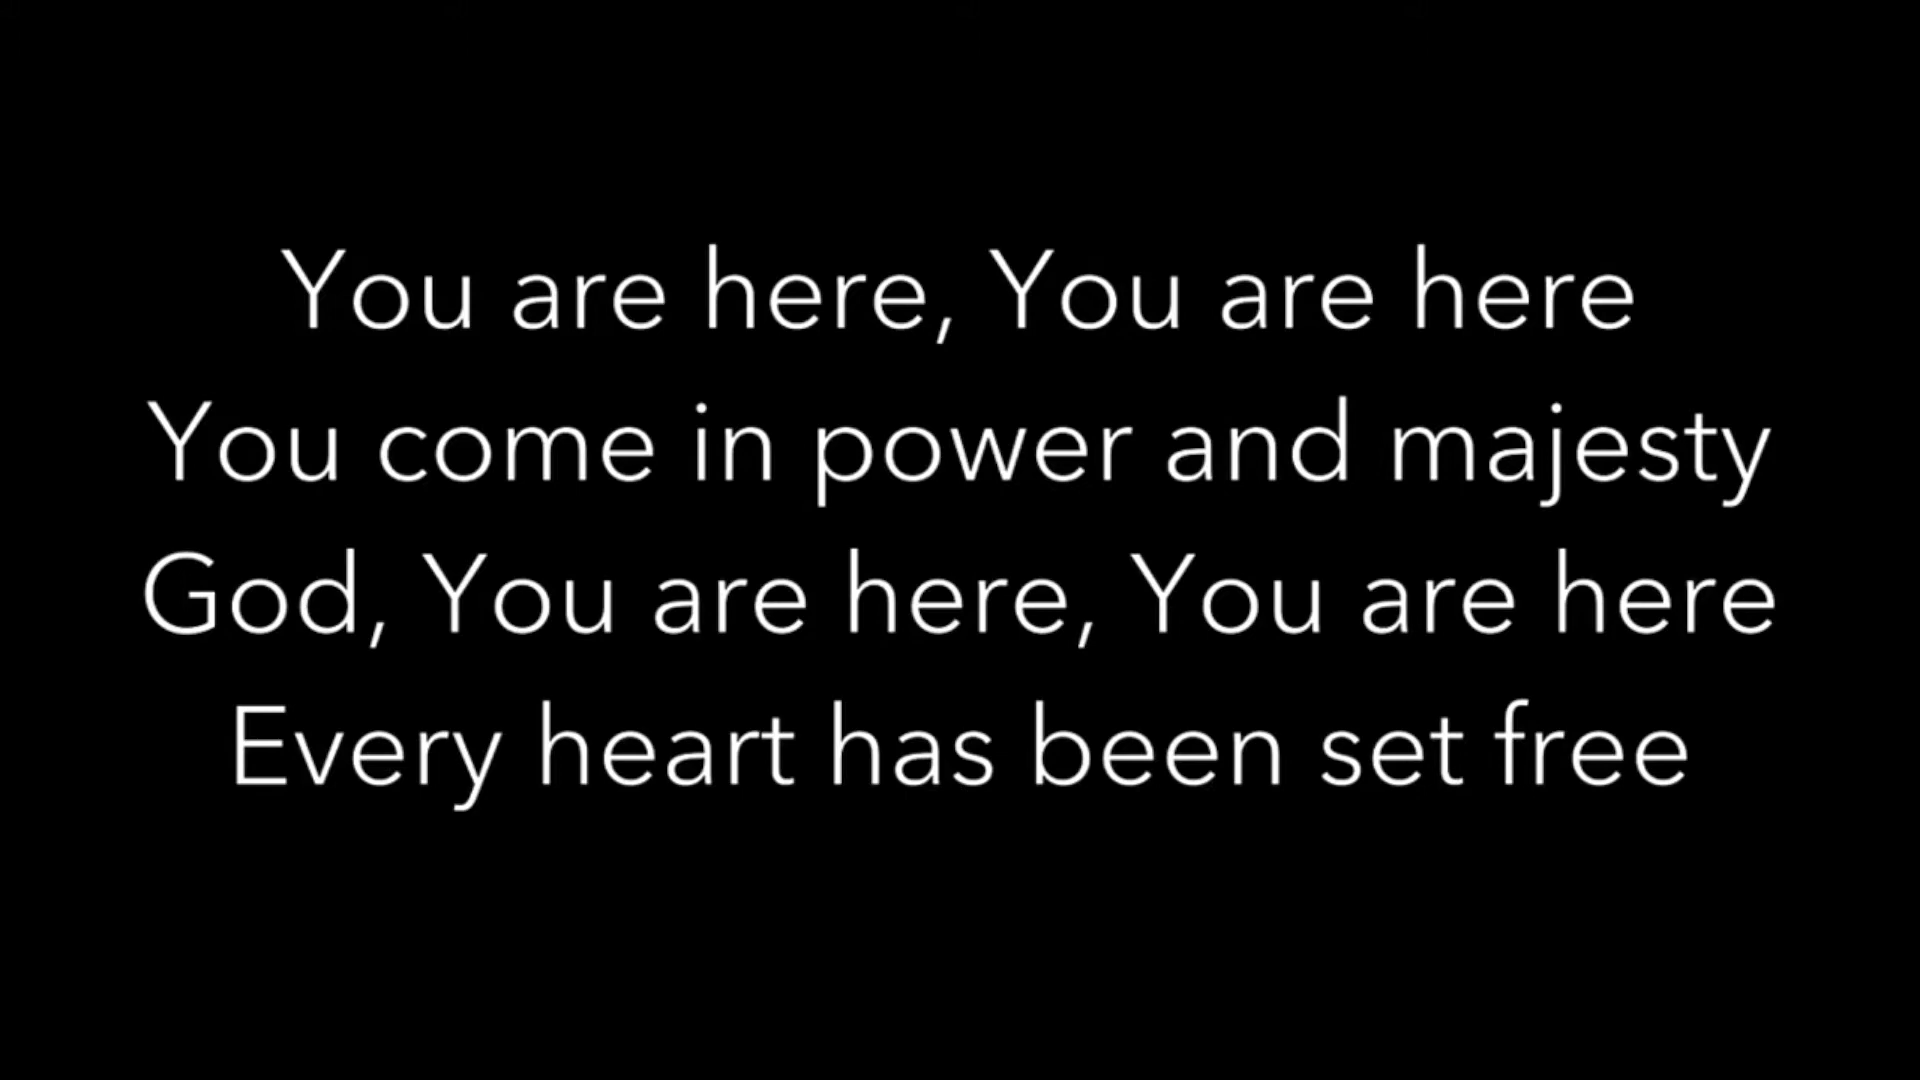 You are here, You are here
You come in power and majesty
God, You are here, You are here
Every heart has been set free